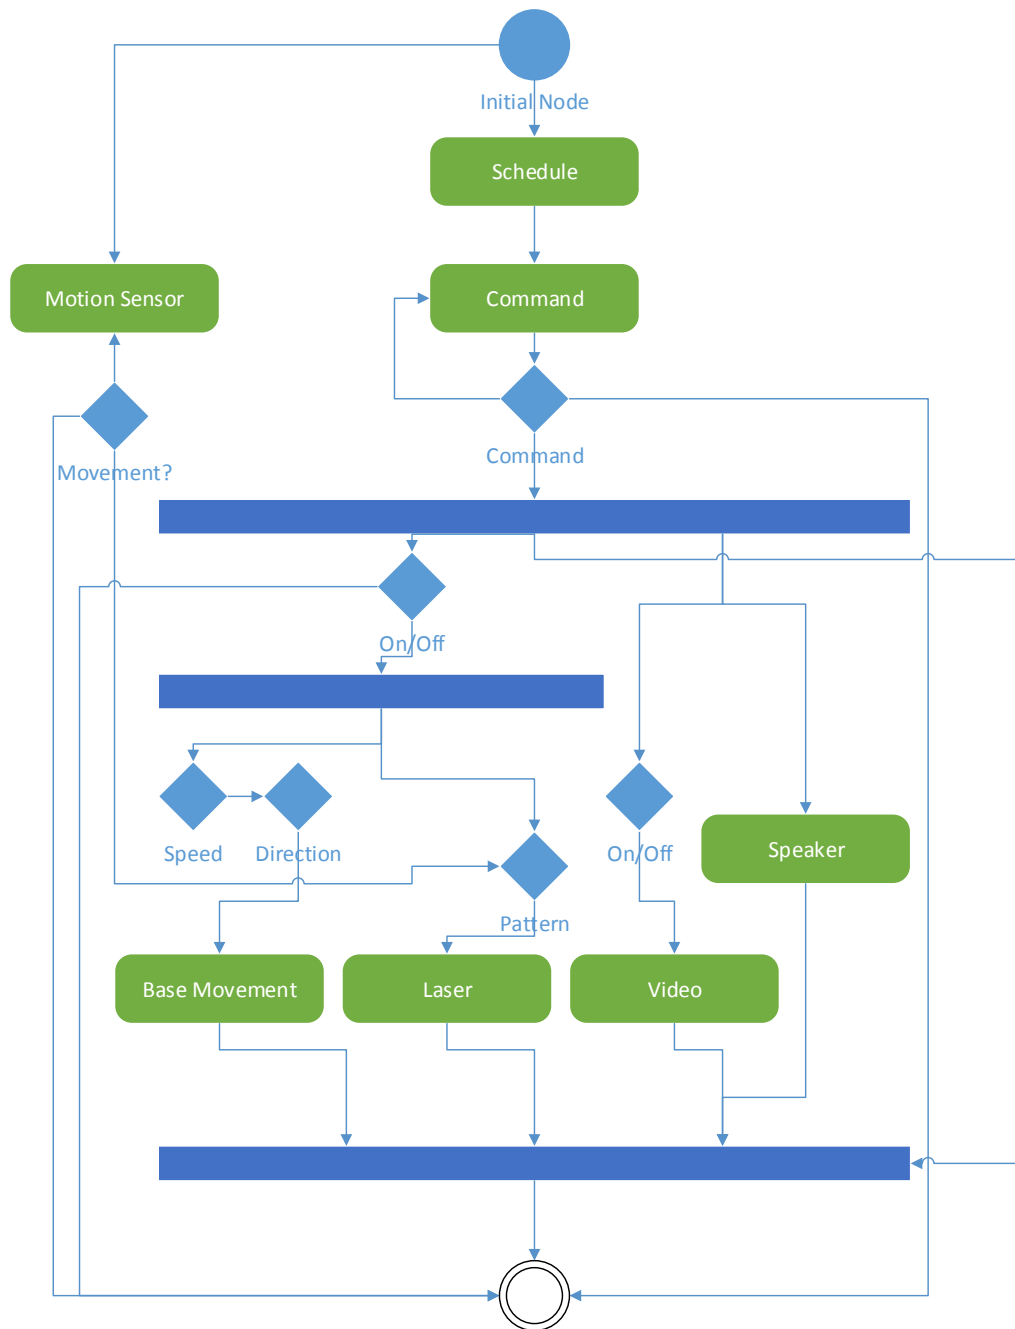 Initial Node
Schedule
Motion Sensor
Command
Command
Movement?
On/Off
Speed
Direction
On/Off
Speaker
Pattern
Base Movement
Laser
Video